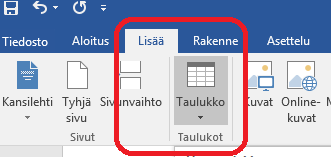 Tiedosto Aloitus Lisää Rakenne Asettelu
Kansilehti Tyhjä sivu Sivunvaihto Taulukko Kuvat Online-kuvat
Sivut Taulukot